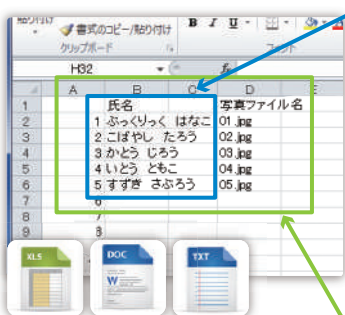 書式のコピー/貼り付け B I U
クリップボード
H32 fx
A B C D E
1 氏名 写真ファイル名
2 1 ぶっくりっく はなこ 01.jpg
3 2 こばやし たろう 02.jpg
4 3 かとう じろう 03.jpg
5 4 いとう ともこ 04.jpg
6 5 すずき さぶろう 05.jpg
7 6
8 7
9 8
XLS DOC TXT
W